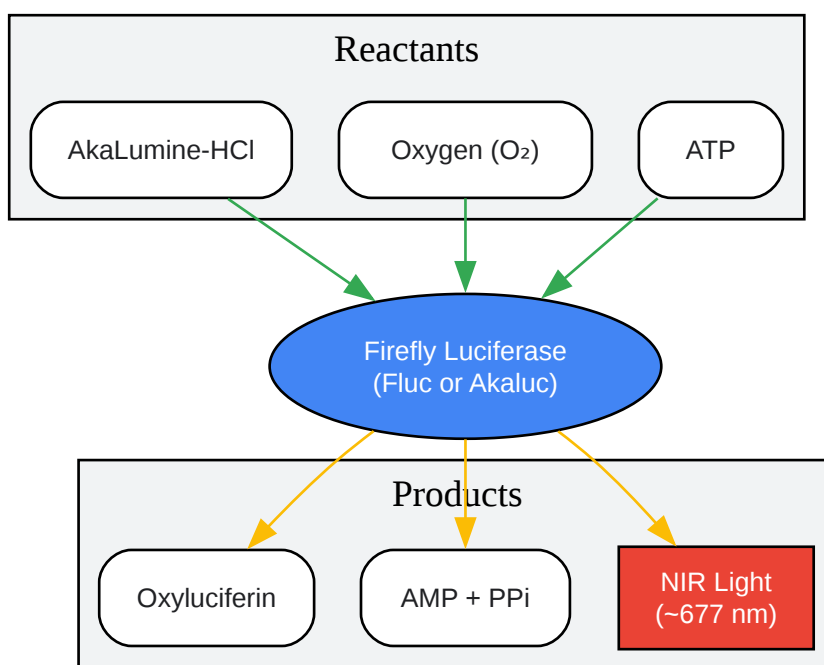 Reactants
AkaLumine-HCl
Oxygen (O₂)
ATP
Firefly Luciferase
(Fluc or Akaluc)
Products
Oxyluciferin
AMP + PPi
NIR Light
(~677 nm)